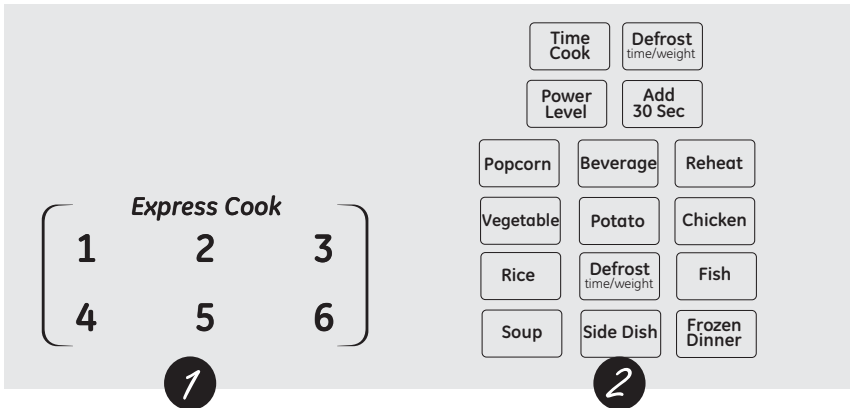 Express Cook
1 2 3
4 5 6
1
Time
Cook
Defrost
time/weight
Power
Level
Add
30 Sec
Popcorn
Beverage
Reheat
Vegetable
Potato
Chicken
Rice
Defrost
time/weight
Fish
Soup
Side Dish
Frozen
Dinner
2